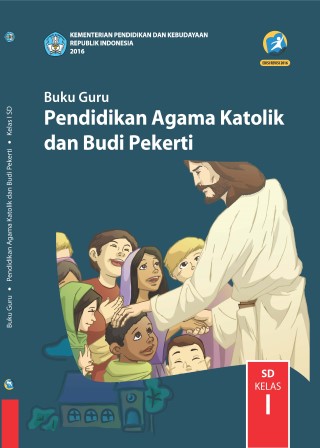 KEMENTERIAN PENDIDIKAN DAN KEBUDAYAAN
REPUBLIK INDONESIA
2016
Buku Guru
Pendidikan Agama Katolik
dan Budi Pekerti
SD
KELAS
I
Buku Guru • Pendidikan Agama Katolik dan Budi Pekerti • Kelas I SD